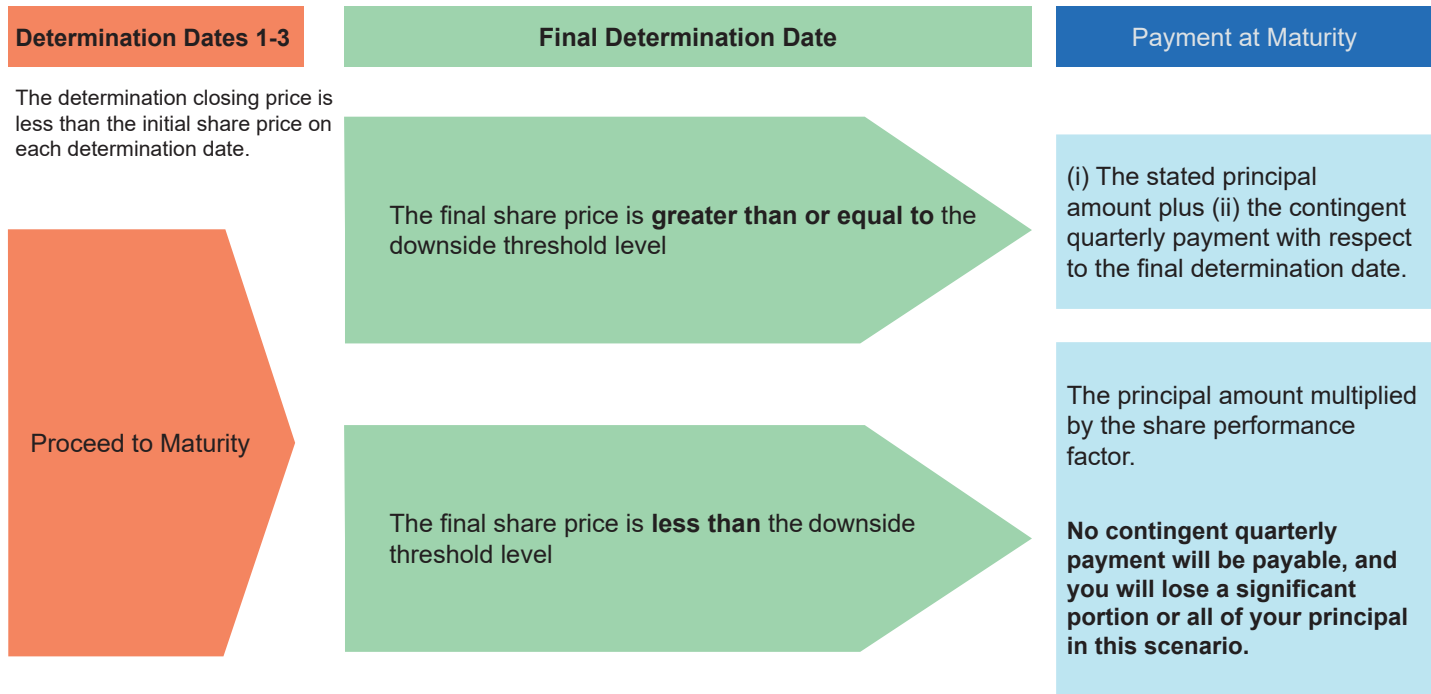 Determination Dates 1-3
Final Determination Date
Payment at Maturity
The determination closing price is
less than the initial share price on
each determination date.
Proceed to Maturity
The final share price is greater than or equal to the
downside threshold level
(i) The stated principal
amount plus (ii) the contingent
quarterly payment with respect
to the final determination date.
The final share price is less than the downside
threshold level
The principal amount multiplied
by the share performance
factor.
No contingent quarterly
payment will be payable, and
you will lose a significant
portion or all of your principal
in this scenario.